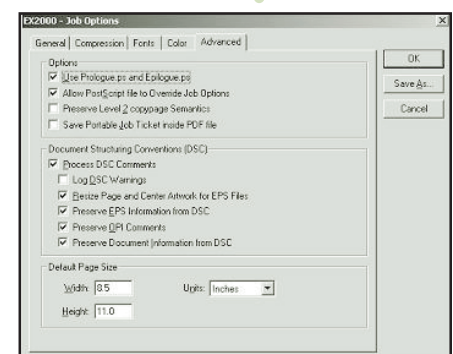 EX2000 - Job Options
General Compression Fonts Color Advanced
OK
Save As...
Cancel
Options
Use Prologue.ps and Epilogue.ps
Allow PostScript file to Override Job Options
Preserve Level 2 copypage Semantics
Save Portable Job Ticket inside PDF file
Document Structuring Conventions (DSC)
Process DSC Comments
Log DSC Warnings
Resize Page and Center Artwork for EPS Files
Preserve EPS Information from DSC
Preserve OPI Comments
Preserve Document Information from DSC
Default Page Size
Width: 8.5 Units: Inches
Height: 11.0